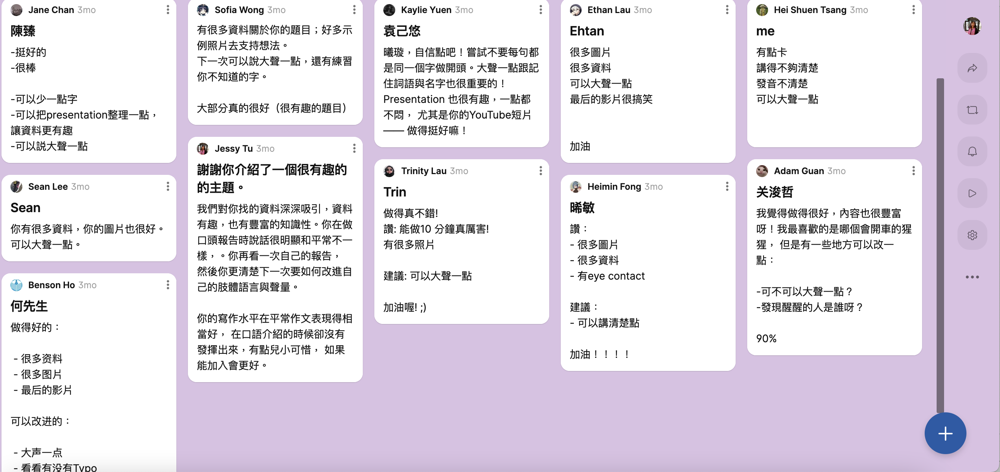 Jane Chan 3mo
陳臻
-挺好的
-很棒
-可以少一點字
-可以把presentation整理一點，
讓資料更有趣
-可以説大聲一點
Sean Lee 3mo
Sean
你有很多資料，你的圖片也很好。
可以大聲一點。
Benson Ho 3mo
何先生
做得好的：
- 很多资料
- 很多图片
- 最后的影片
可以改进的：
- 大声一点
- 看看有没有Typo
Sofia Wong 3mo
有很多資料關於你的題目；好多示
例照片去支持想法。
下一次可以說大聲一點，還有練習
你不知道的字。
大部分真的很好（很有趣的題目）
Jessy Tu 3mo
謝謝你介紹了一個很有趣的
的主題。
我們對你找的資料深深吸引，資料
有趣，也有豐富的知識性。你在做
口頭報告時說話很明顯和平常不一
樣，。你再看一次自己的報告，
然後你更清楚下一次要如何改進自
己的肢體語言與聲量。
你的寫作水平在平常作文表現得相
當好， 在口語介紹的時候卻沒有
發揮出來，有點兒小可惜， 如果
能加入會更好。
Kaylie Yuen 3mo
袁己悠
曦璇，自信點吧！嘗試不要每句都
是同一個字做開頭。大聲一點跟記
住詞語與名字也很重要的！
Presentation 也很有趣，一點都
不悶， 尤其是你的YouTube短片
—— 做得挺好嘛！
Trinity Lau 3mo
Trin
做得真不錯!
讚: 能做10 分鐘真厲害!
有很多照片
建議: 可以大聲一點
加油喔! ;)
Ethan Lau 3mo
Ehtan
很多圖片
很多資料
可以大聲一點
最后的影片很搞笑
加油
Heimin Fong 3mo
晞敏
讚：
- 很多圖片
- 很多資料
- 有eye contact
建議：
- 可以講清楚點
加油！！！！
Hei Shuen Tsang 3mo
me
有點卡
講得不夠清楚
發音不清楚
可以大聲一點
Adam Guan 3mo
关浚哲
我覺得做得很好，內容也很豐富
呀！我最喜歡的是哪個會開車的猩
猩， 但是有一些地方可以改一
點：
-可不可以大聲一點？
-發現醒醒的人是誰呀？
90%